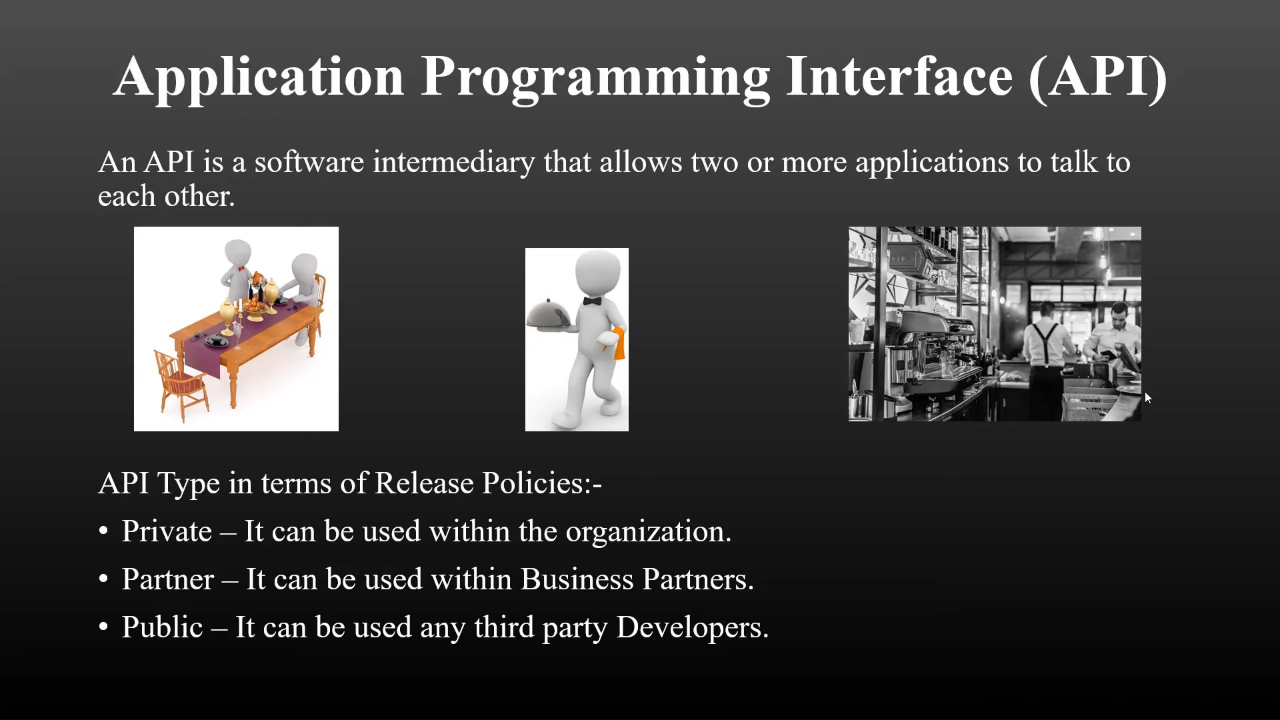 Application Programming Interface (API)
An API is a software intermediary that allows two or more applications to talk to
each other.
API Type in terms of Release Policies:-
• Private – It can be used within the organization.
• Partner – It can be used within Business Partners.
• Public – It can be used any third party Developers.